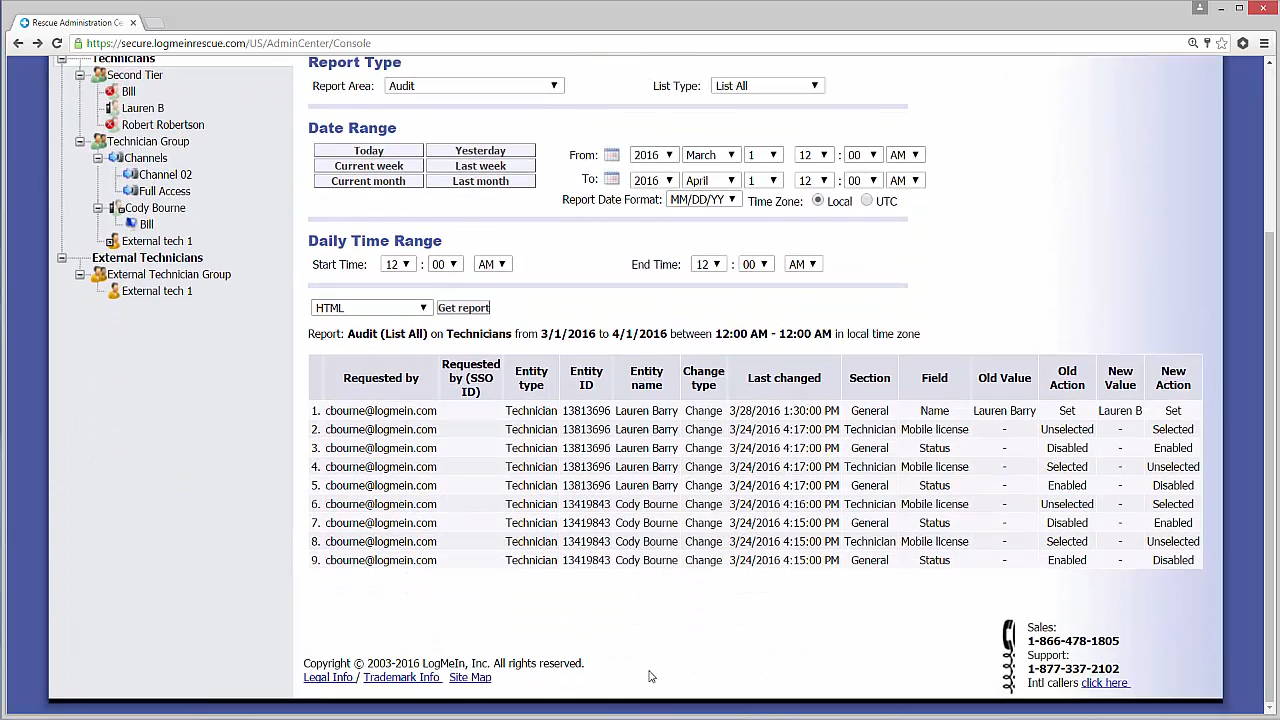 Rescue Administration Ce
https://secure.logmeinrescue.com/US/AdminCenter/Console
Technicians
Second Tier
Bill
Lauren B
Robert Robertson
Technician Group
Channels
Channel 02
Full Access
Cody Bourne
Bill
External tech 1
External Technicians
External Technician Group
External tech 1
Report Type
Report Area: Audit List Type: List All
Date Range
Today Yesterday
Current week Last week
Current month Last month
From: 2016 March 1 12 : 00 AM
To: 2016 April 1 12 : 00 AM
Report Date Format: MM/DD/YY Time Zone: Local UTC
Daily Time Range
Start Time: 12 : 00 AM End Time: 12 : 00 AM
HTML Get report
Report: Audit (List All) on Technicians from 3/1/2016 to 4/1/2016 between 12:00 AM - 12:00 AM in local time zone
Requested by Requested by (SSO ID) Entity type Entity ID Entity name Change type Last changed Section Field Old Value Old Action New Value New Action
1. cbourne@logmein.com Technician 13813696 Lauren Barry Change 3/28/2016 1:30:00 PM General Name Lauren Barry Set Lauren B Set
2. cbourne@logmein.com Technician 13813696 Lauren Barry Change 3/24/2016 4:17:00 PM Technician Mobile license - Unselected - Selected
3. cbourne@logmein.com Technician 13813696 Lauren Barry Change 3/24/2016 4:17:00 PM General Status - Disabled - Enabled
4. cbourne@logmein.com Technician 13813696 Lauren Barry Change 3/24/2016 4:17:00 PM Technician Mobile license - Selected - Unselected
5. cbourne@logmein.com Technician 13813696 Lauren Barry Change 3/24/2016 4:17:00 PM General Status - Enabled - Disabled
6. cbourne@logmein.com Technician 13419843 Cody Bourne Change 3/24/2016 4:16:00 PM Technician Mobile license - Unselected - Selected
7. cbourne@logmein.com Technician 13419843 Cody Bourne Change 3/24/2016 4:15:00 PM General Status - Disabled - Enabled
8. cbourne@logmein.com Technician 13419843 Cody Bourne Change 3/24/2016 4:15:00 PM Technician Mobile license - Selected - Unselected
9. cbourne@logmein.com Technician 13419843 Cody Bourne Change 3/24/2016 4:15:00 PM General Status - Enabled - Disabled
Sales:
1-866-478-1805
Support:
1-877-337-2102
Intl callers click here
Copyright © 2003-2016 LogMeIn, Inc. All rights reserved.
Legal Info / Trademark Info Site Map